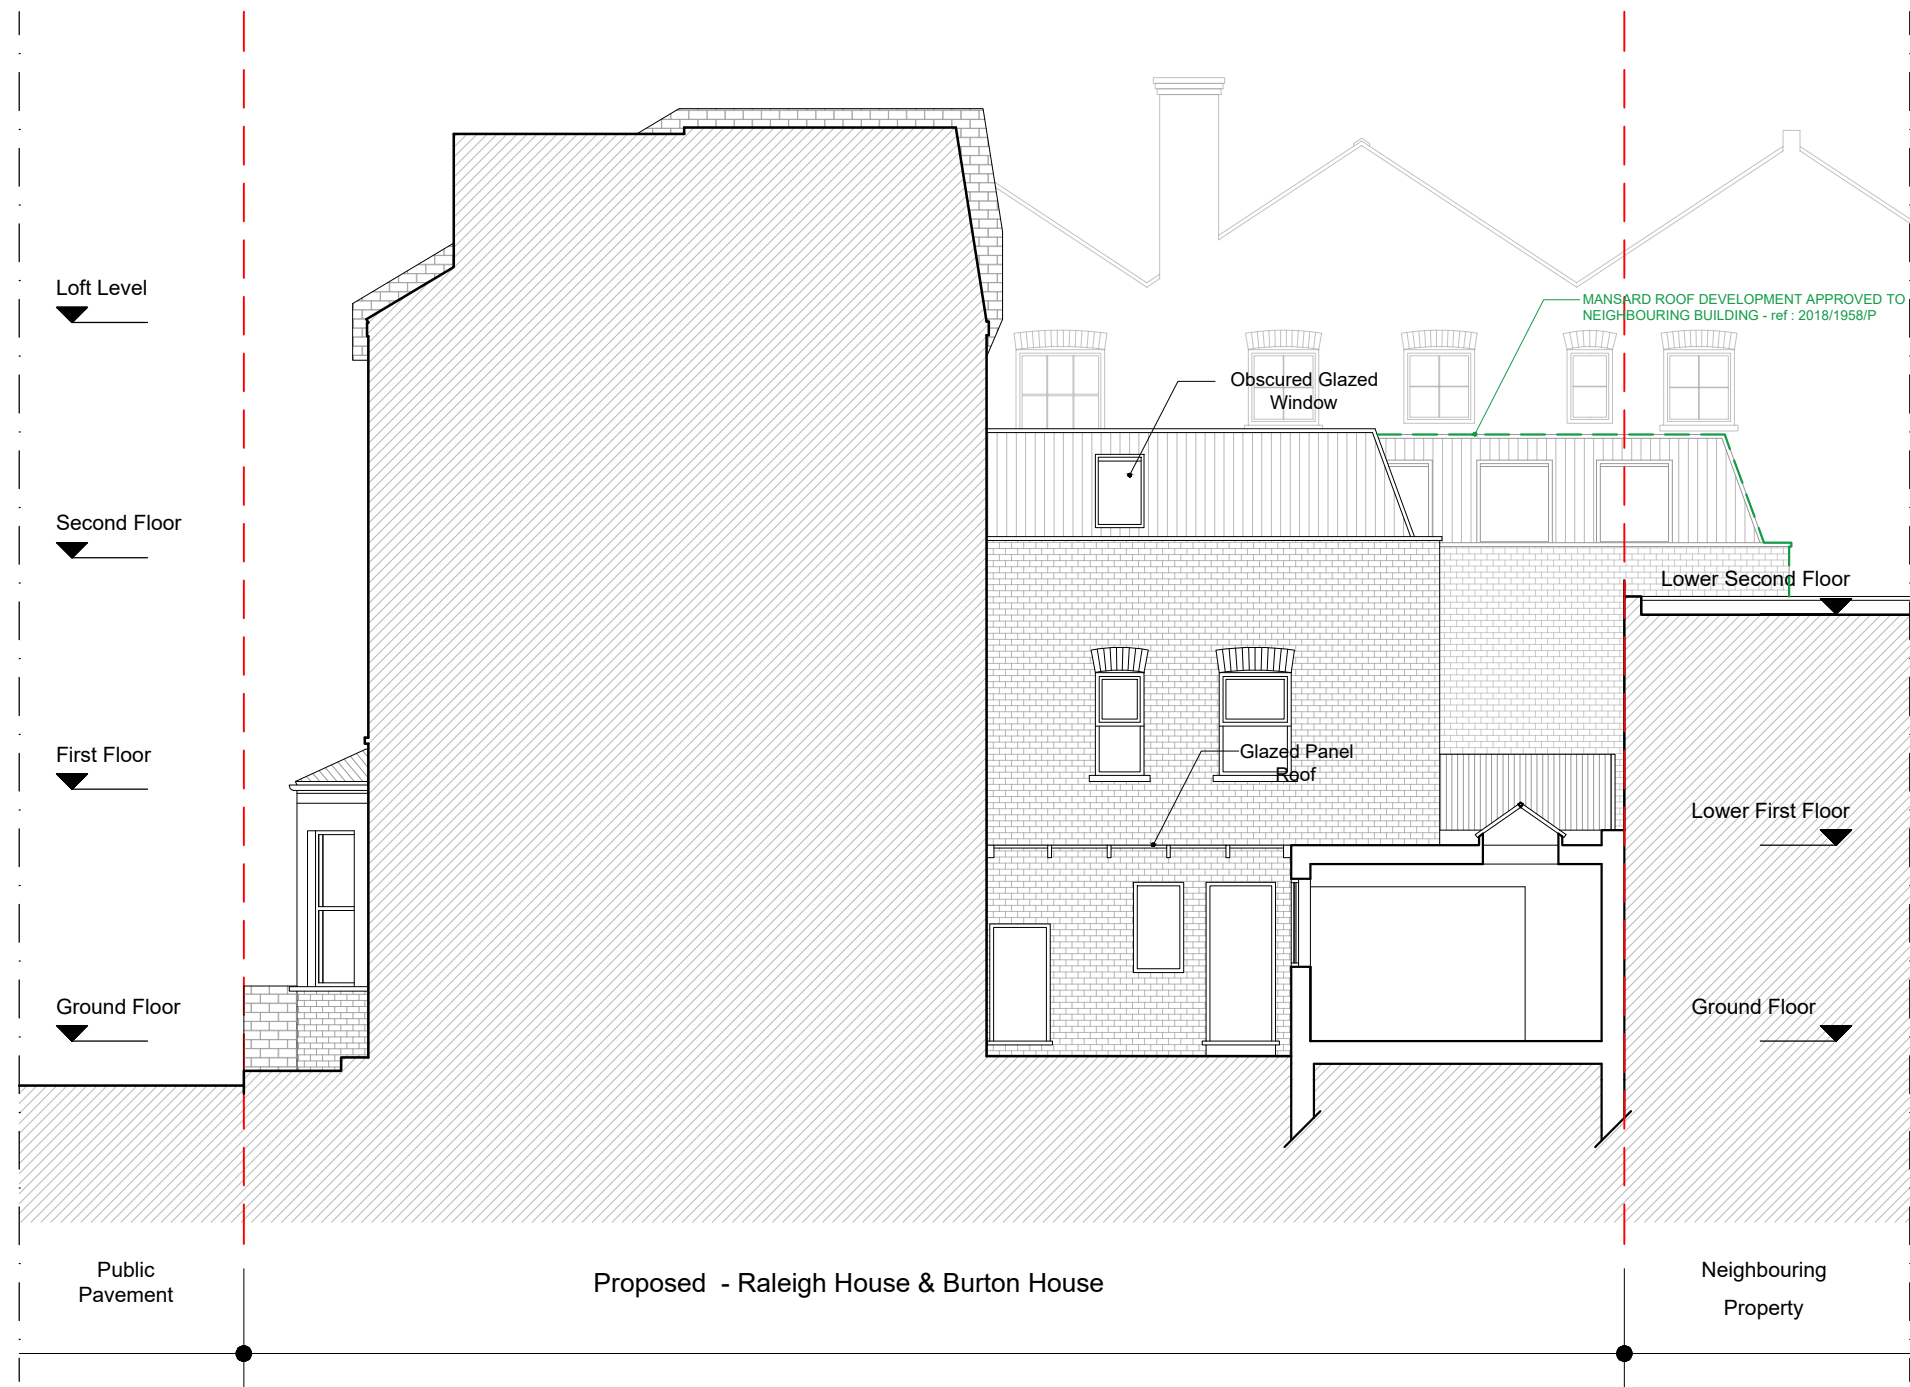 Loft Level
MANSARD ROOF DEVELOPMENT APPROVED TO
NEIGHBOURING BUILDING - ref : 2018/1958/P
Obscured Glazed
Window
Second Floor
Lower Second Floor
First Floor
Glazed Panel
Roof
Lower First Floor
Ground Floor
Ground Floor
Public
Pavement
Proposed - Raleigh House & Burton House
Neighbouring
Property